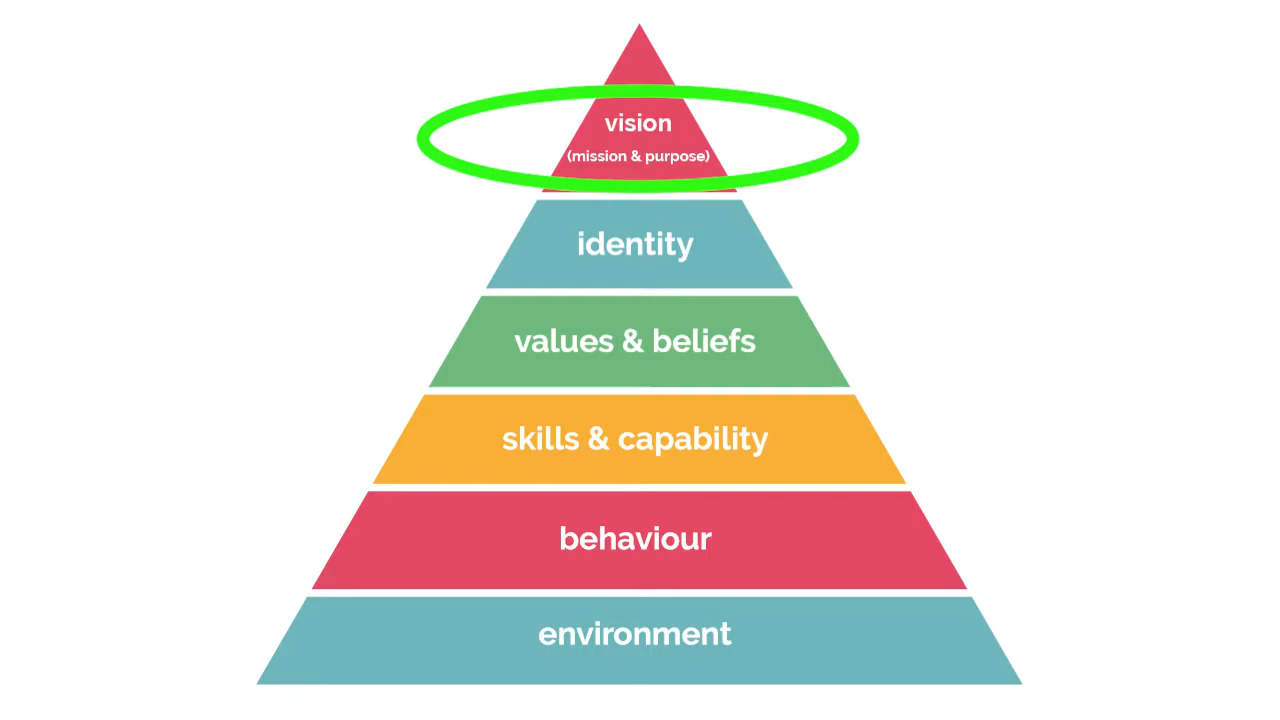 vision
(mission & purpose)
identity
values & beliefs
skills & capability
behaviour
environment